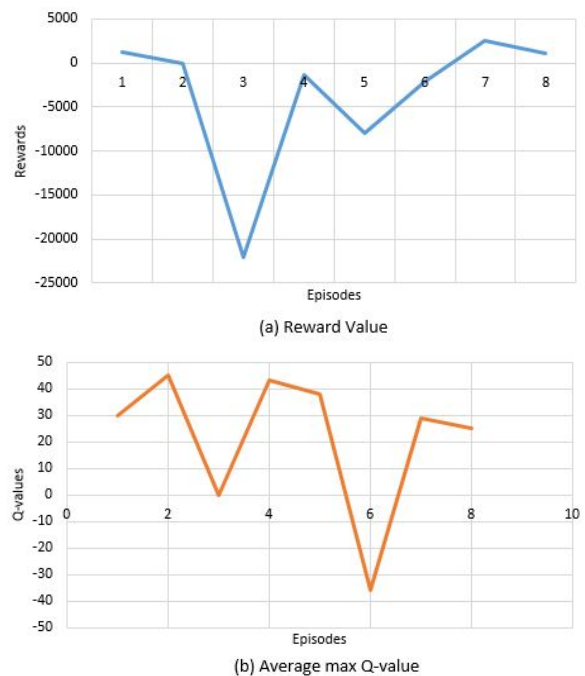 5000
0
-5000
-10000
-15000
-20000
-25000
Rewards
1 2 3 4 5 6 7 8
Episodes
(a) Reward Value
50
40
30
20
10
0
-10
-20
-30
-40
-50
Q-values
0 2 4 6 8 10
Episodes
(b) Average max Q-value